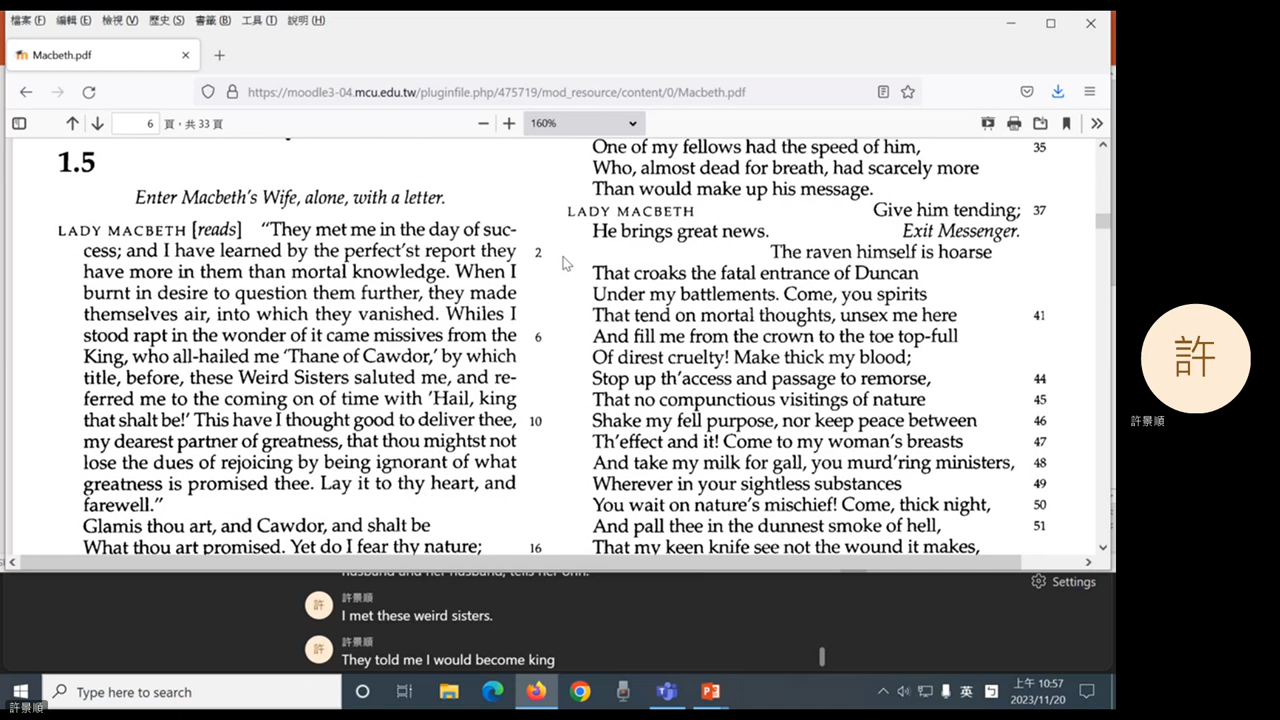 檔案 (F) 編輯 (E) 檢視 (V) 歷史 (S) 書籤 (B) 工具 (T) 說明 (H)
Macbeth.pdf
https://moodle3-04.mcu.edu.tw/pluginfile.php/475719/mod_resource/content/0/Macbeth.pdf
6 頁，共 33 頁
160%
1.5
Enter Macbeth's Wife, alone, with a letter.
LADY MACBETH [reads] "They met me in the day of suc-
cess; and I have learned by the perfect'st report they 2
have more in them than mortal knowledge. When I
burnt in desire to question them further, they made
themselves air, into which they vanished. Whiles I
stood rapt in the wonder of it came missives from the 6
King, who all-hailed me 'Thane of Cawdor,' by which
title, before, these Weird Sisters saluted me, and re-
ferred me to the coming on of time with 'Hail, king
that shalt be!' This have I thought good to deliver thee, 10
my dearest partner of greatness, that thou mightst not
lose the dues of rejoicing by being ignorant of what
greatness is promised thee. Lay it to thy heart, and
farewell."
Glamis thou art, and Cawdor, and shalt be
What thou art promised. Yet do I fear thy nature; 16
One of my fellows had the speed of him, 35
Who, almost dead for breath, had scarcely more
Than would make up his message.
LADY MACBETH Give him tending; 37
He brings great news. Exit Messenger.
The raven himself is hoarse
That croaks the fatal entrance of Duncan
Under my battlements. Come, you spirits
That tend on mortal thoughts, unsex me here 41
And fill me from the crown to the toe top-full
Of direst cruelty! Make thick my blood;
Stop up th'access and passage to remorse, 44
That no compunctious visitings of nature 45
Shake my fell purpose, nor keep peace between 46
Th'effect and it! Come to my woman's breasts 47
And take my milk for gall, you murd'ring ministers, 48
Wherever in your sightless substances 49
You wait on nature's mischief! Come, thick night, 50
And pall thee in the dunnest smoke of hell, 51
That my keen knife see not the wound it makes,
Settings
許 許景順
I met these weird sisters.
許 許景順
They told me I would become king
許
許景順
Type here to search
英
上午 10:57
2023/11/20
許景順